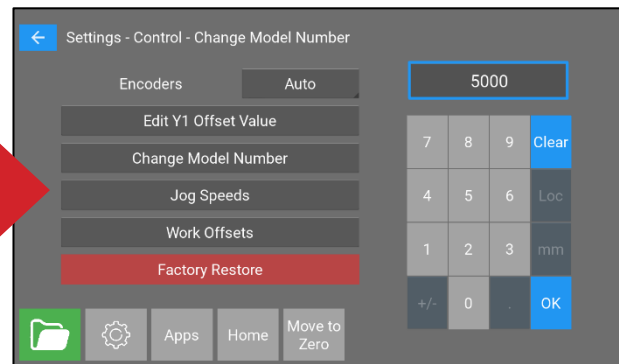 Settings - Control - Change Model Number
Encoders Auto
5000
Edit Y1 Offset Value
Change Model Number
Jog Speeds
Work Offsets
Factory Restore
7 8 9 Clear
4 5 6 Loc
1 2 3 mm
+/- 0 . OK
Apps Home Move to
Zero